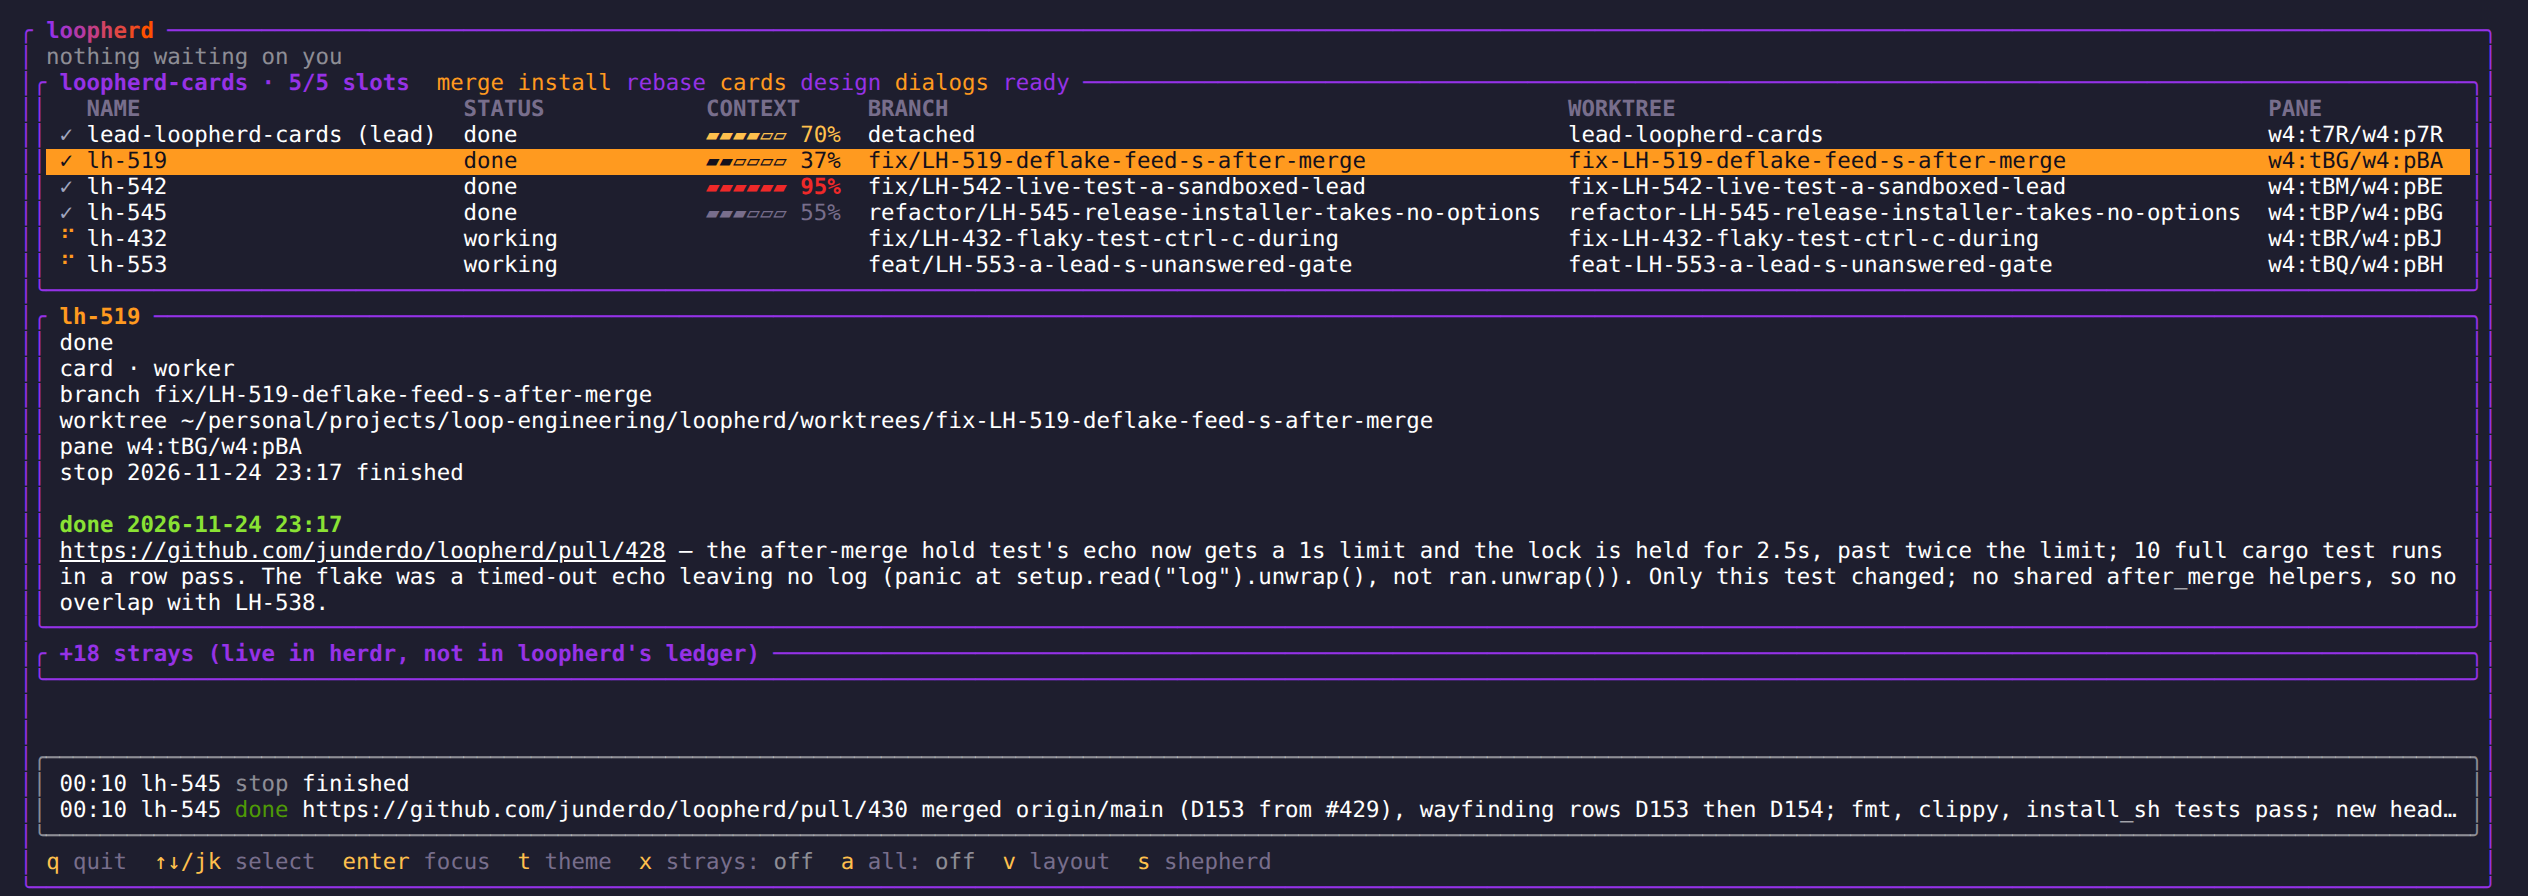 loopherd
nothing waiting on you
loopherd-cards · 5/5 slots  merge install rebase cards design dialogs ready
NAME  STATUS  CONTEXT  BRANCH  WORKTREE  PANE
✓ lead-loopherd-cards (lead)  done  ▰▰▰▰▱▱ 70%  detached  lead-loopherd-cards  w4:t7R/w4:p7R
✓ lh-519  done  ▰▰▱▱▱▱ 37%  fix/LH-519-deflake-feed-s-after-merge  fix-LH-519-deflake-feed-s-after-merge  w4:tBG/w4:pBA
✓ lh-542  done  ▰▰▰▰▰▰ 95%  fix/LH-542-live-test-a-sandboxed-lead  fix-LH-542-live-test-a-sandboxed-lead  w4:tBM/w4:pBE
✓ lh-545  done  ▰▰▰▱▱▱ 55%  refactor/LH-545-release-installer-takes-no-options  refactor-LH-545-release-installer-takes-no-options  w4:tBP/w4:pBG
⠋ lh-432  working  fix/LH-432-flaky-test-ctrl-c-during  fix-LH-432-flaky-test-ctrl-c-during  w4:tBR/w4:pBJ
⠋ lh-553  working  feat/LH-553-a-lead-s-unanswered-gate  feat-LH-553-a-lead-s-unanswered-gate  w4:tBQ/w4:pBH
lh-519
done
card · worker
branch fix/LH-519-deflake-feed-s-after-merge
worktree ~/personal/projects/loop-engineering/loopherd/worktrees/fix-LH-519-deflake-feed-s-after-merge
pane w4:tBG/w4:pBA
stop 2026-11-24 23:17 finished
done 2026-11-24 23:17
https://github.com/junderdo/loopherd/pull/428 — the after-merge hold test's echo now gets a 1s limit and the lock is held for 2.5s, past twice the limit; 10 full cargo test runs
in a row pass. The flake was a timed-out echo leaving no log (panic at setup.read("log").unwrap(), not ran.unwrap()). Only this test changed; no shared after_merge helpers, so no
overlap with LH-538.
+18 strays (live in herdr, not in loopherd's ledger)
00:10 lh-545 stop finished
00:10 lh-545 done https://github.com/junderdo/loopherd/pull/430 merged origin/main (D153 from #429), wayfinding rows D153 then D154; fmt, clippy, install_sh tests pass; new head…
q quit  ↑↓/jk select  enter focus  t theme  x strays: off  a all: off  v layout  s shepherd